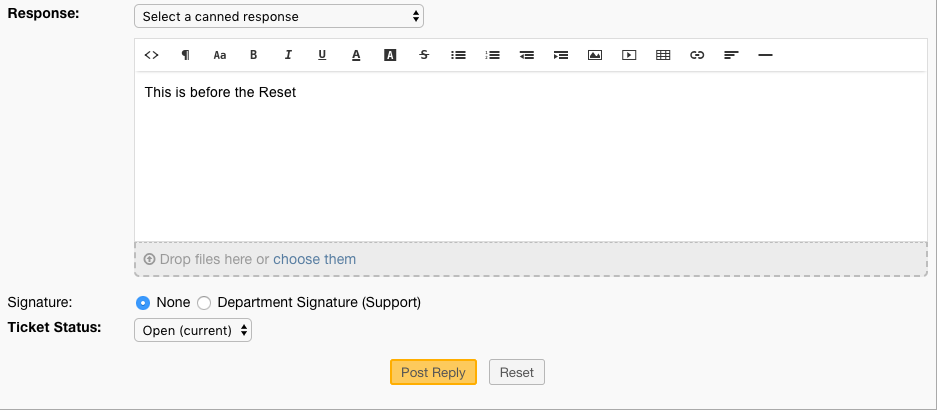 Response: Select a canned response
<> ¶ Aa B I U A A S
This is before the Reset
Drop files here or choose them
Signature: None Department Signature (Support)
Ticket Status: Open (current)
Post Reply Reset